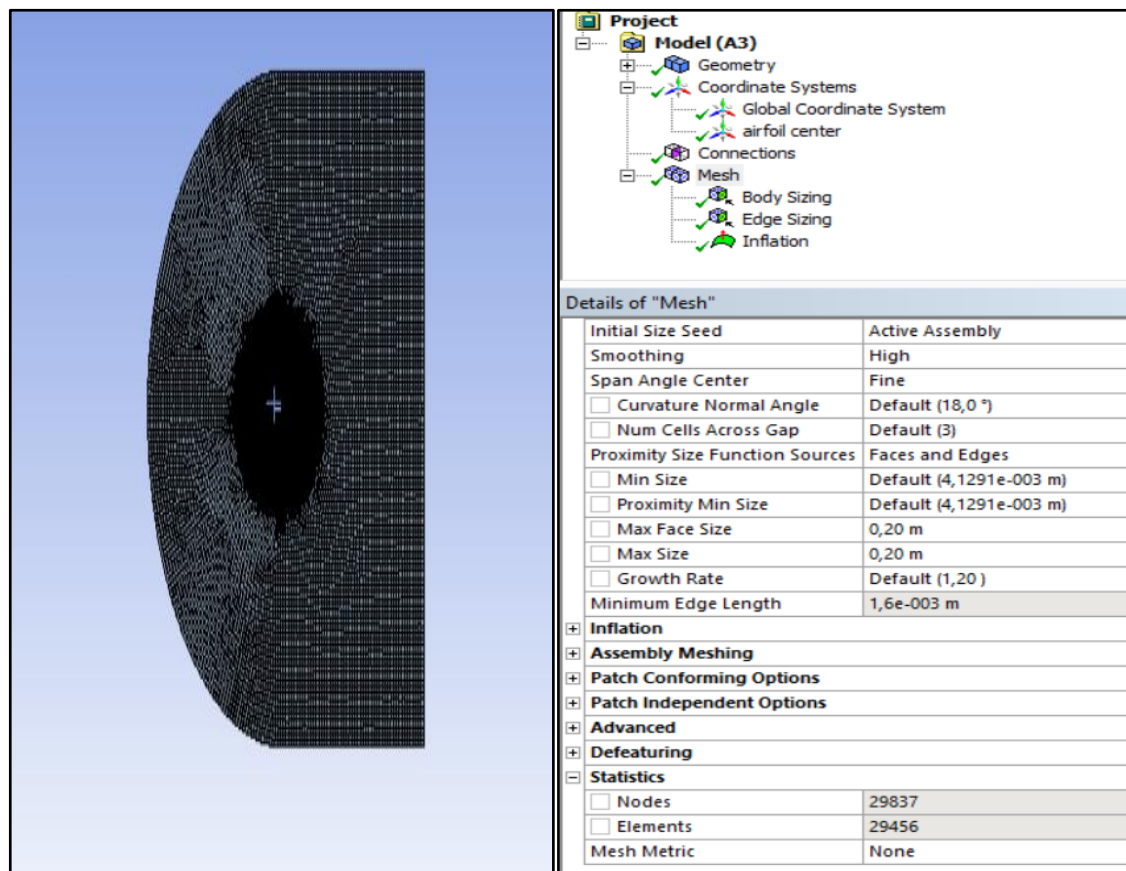 Project
Model (A3)
Geometry
Coordinate Systems
Global Coordinate System
airfoil center
Connections
Mesh
Body Sizing
Edge Sizing
Inflation
Details of "Mesh"
Initial Size Seed Active Assembly
Smoothing High
Span Angle Center Fine
Curvature Normal Angle Default (18,0 °)
Num Cells Across Gap Default (3)
Proximity Size Function Sources Faces and Edges
Min Size Default (4,1291e-003 m)
Proximity Min Size Default (4,1291e-003 m)
Max Face Size 0,20 m
Max Size 0,20 m
Growth Rate Default (1,20 )
Minimum Edge Length 1,6e-003 m
Inflation
Assembly Meshing
Patch Conforming Options
Patch Independent Options
Advanced
Defeaturing
Statistics
Nodes 29837
Elements 29456
Mesh Metric None